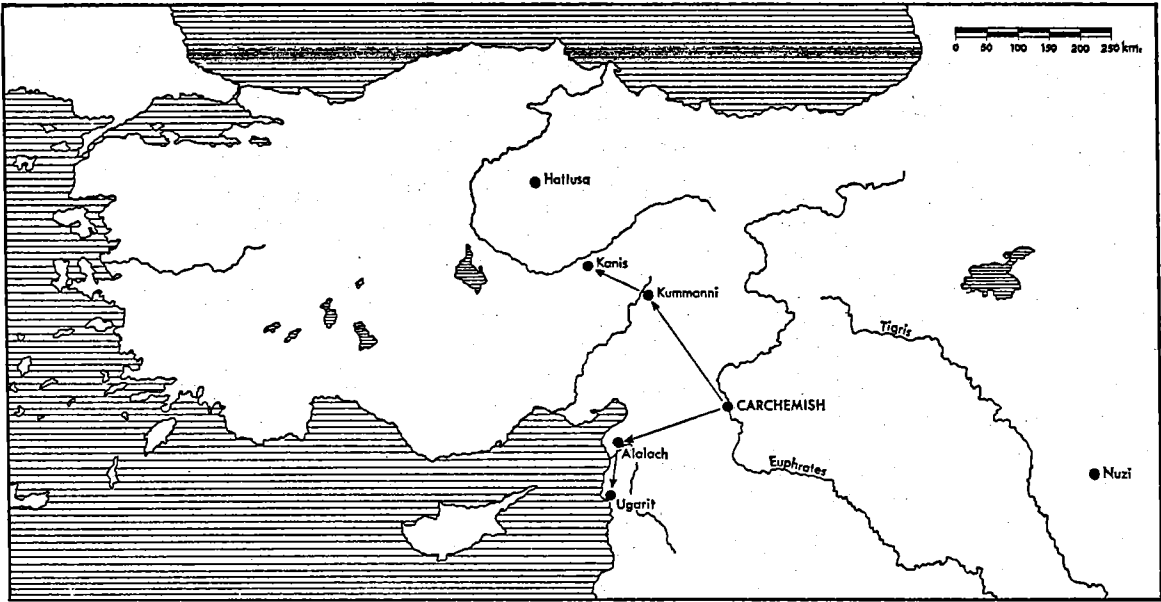 0 50 100 150 200 250 km.
Hattusa
Kanis
Kummanni
Tigris
CARCHEMISH
Alalach
Euphrates
Nuzi
Ugarit